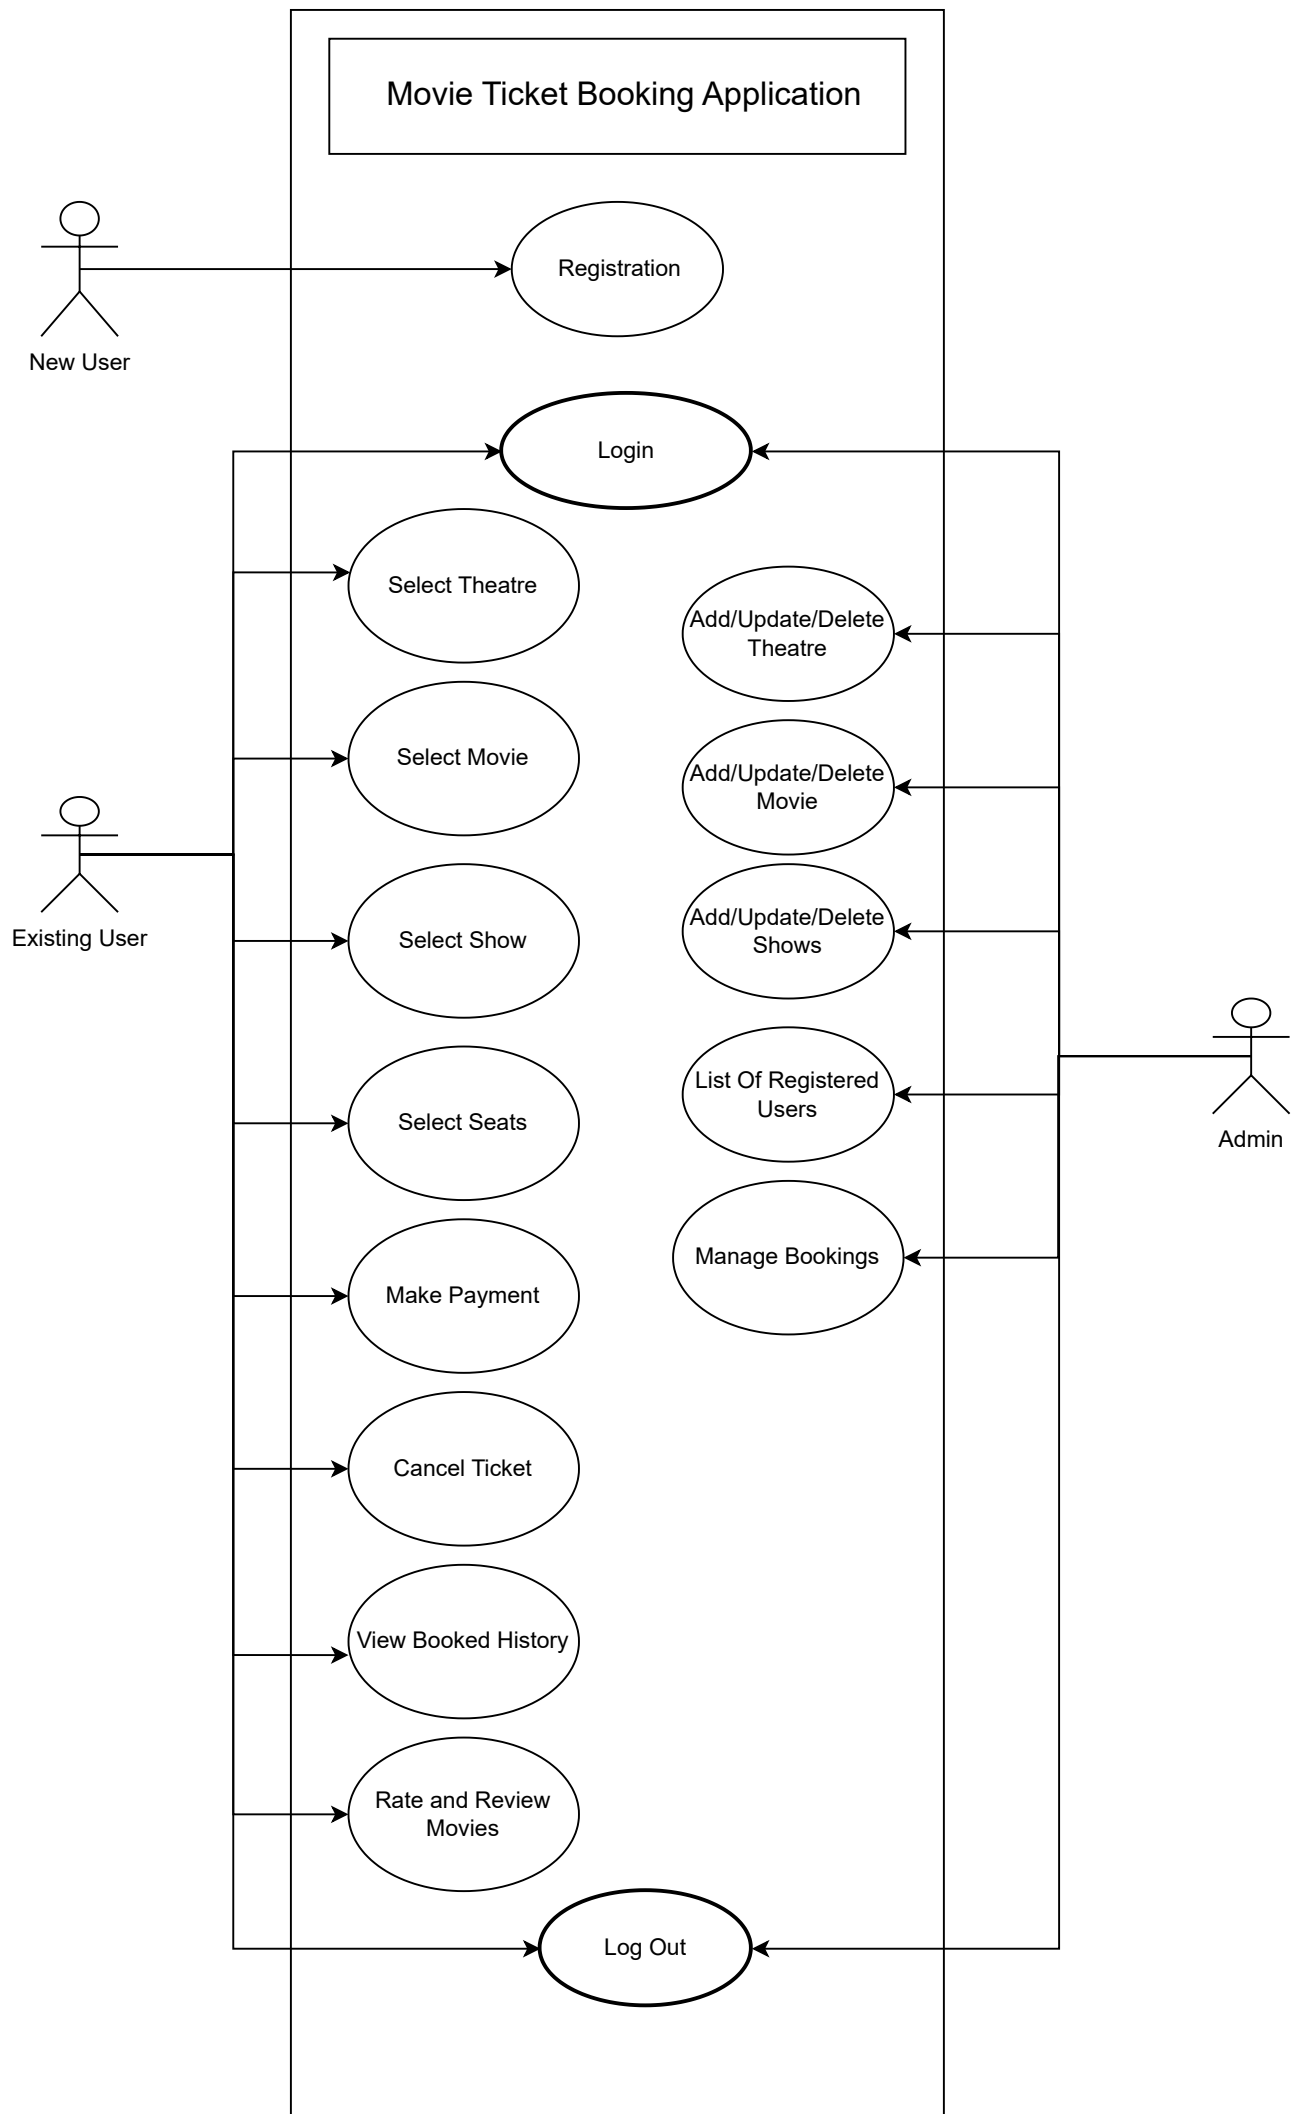 Movie Ticket Booking Application
Registration
New User
Login
Select Theatre
Add/Update/Delete
Theatre
Select Movie
Add/Update/Delete
Movie
Existing User
Select Show
Add/Update/Delete
Shows
List Of Registered
Users
Admin
Select Seats
Manage Bookings
Make Payment
Cancel Ticket
View Booked History
Rate and Review
Movies
Log Out